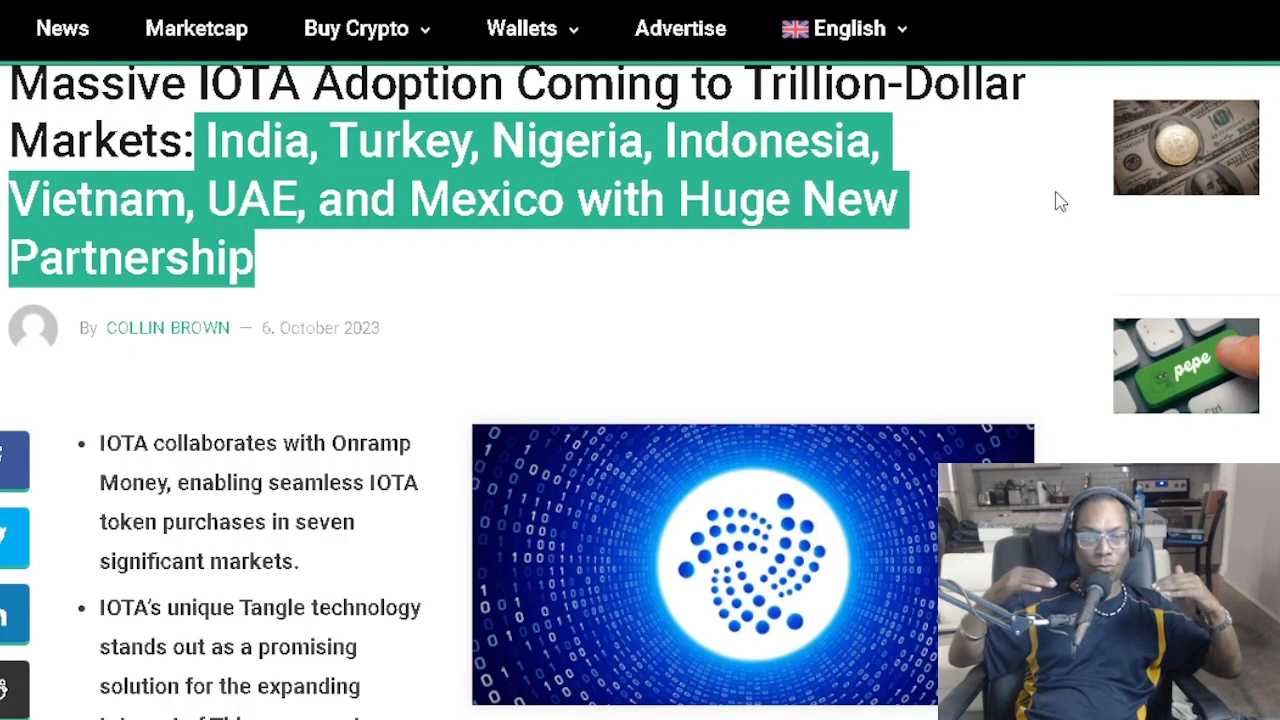 News Marketcap Buy Crypto Wallets Advertise English
Massive IOTA Adoption Coming to Trillion-Dollar
Markets: India, Turkey, Nigeria, Indonesia,
Vietnam, UAE, and Mexico with Huge New
Partnership
By COLLIN BROWN — 6. October 2023
• IOTA collaborates with Onramp
Money, enabling seamless IOTA
token purchases in seven
significant markets.
• IOTA's unique Tangle technology
stands out as a promising
solution for the expanding
pepe
Ctrl